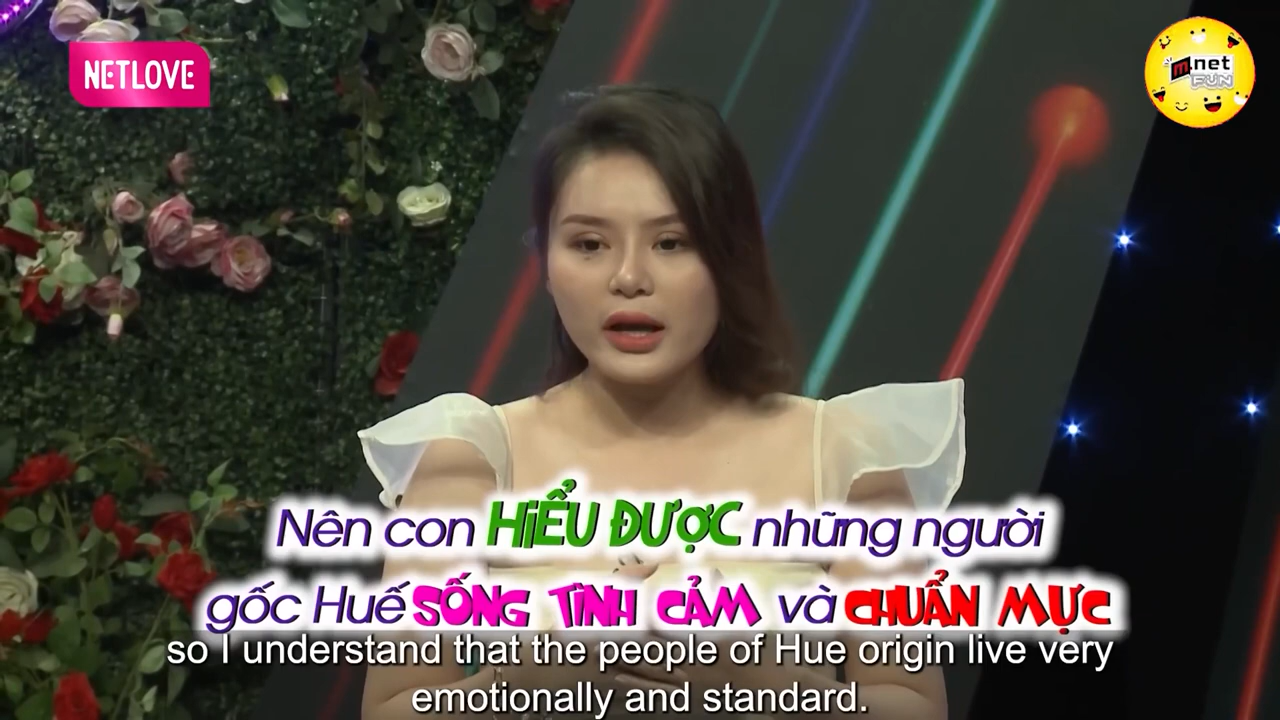 NETLOVE
mnet
FUN
Nên con HIỂU ĐƯỢC những người
gốc Huế SỐNG TÌNH CẢM và CHUẨN MỰC
so I understand that the people of Hue origin live very
emotionally and standard.